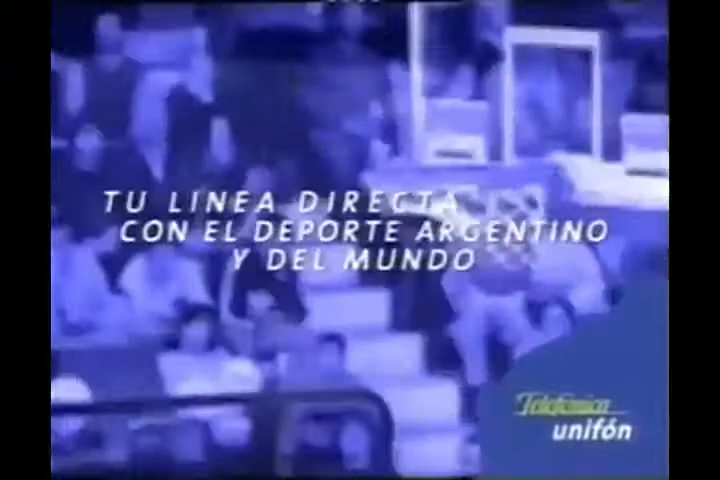 TU LINEA DIRECTA
CON EL DEPORTE ARGENTINO
Y DEL MUNDO
Telefónica
unifón